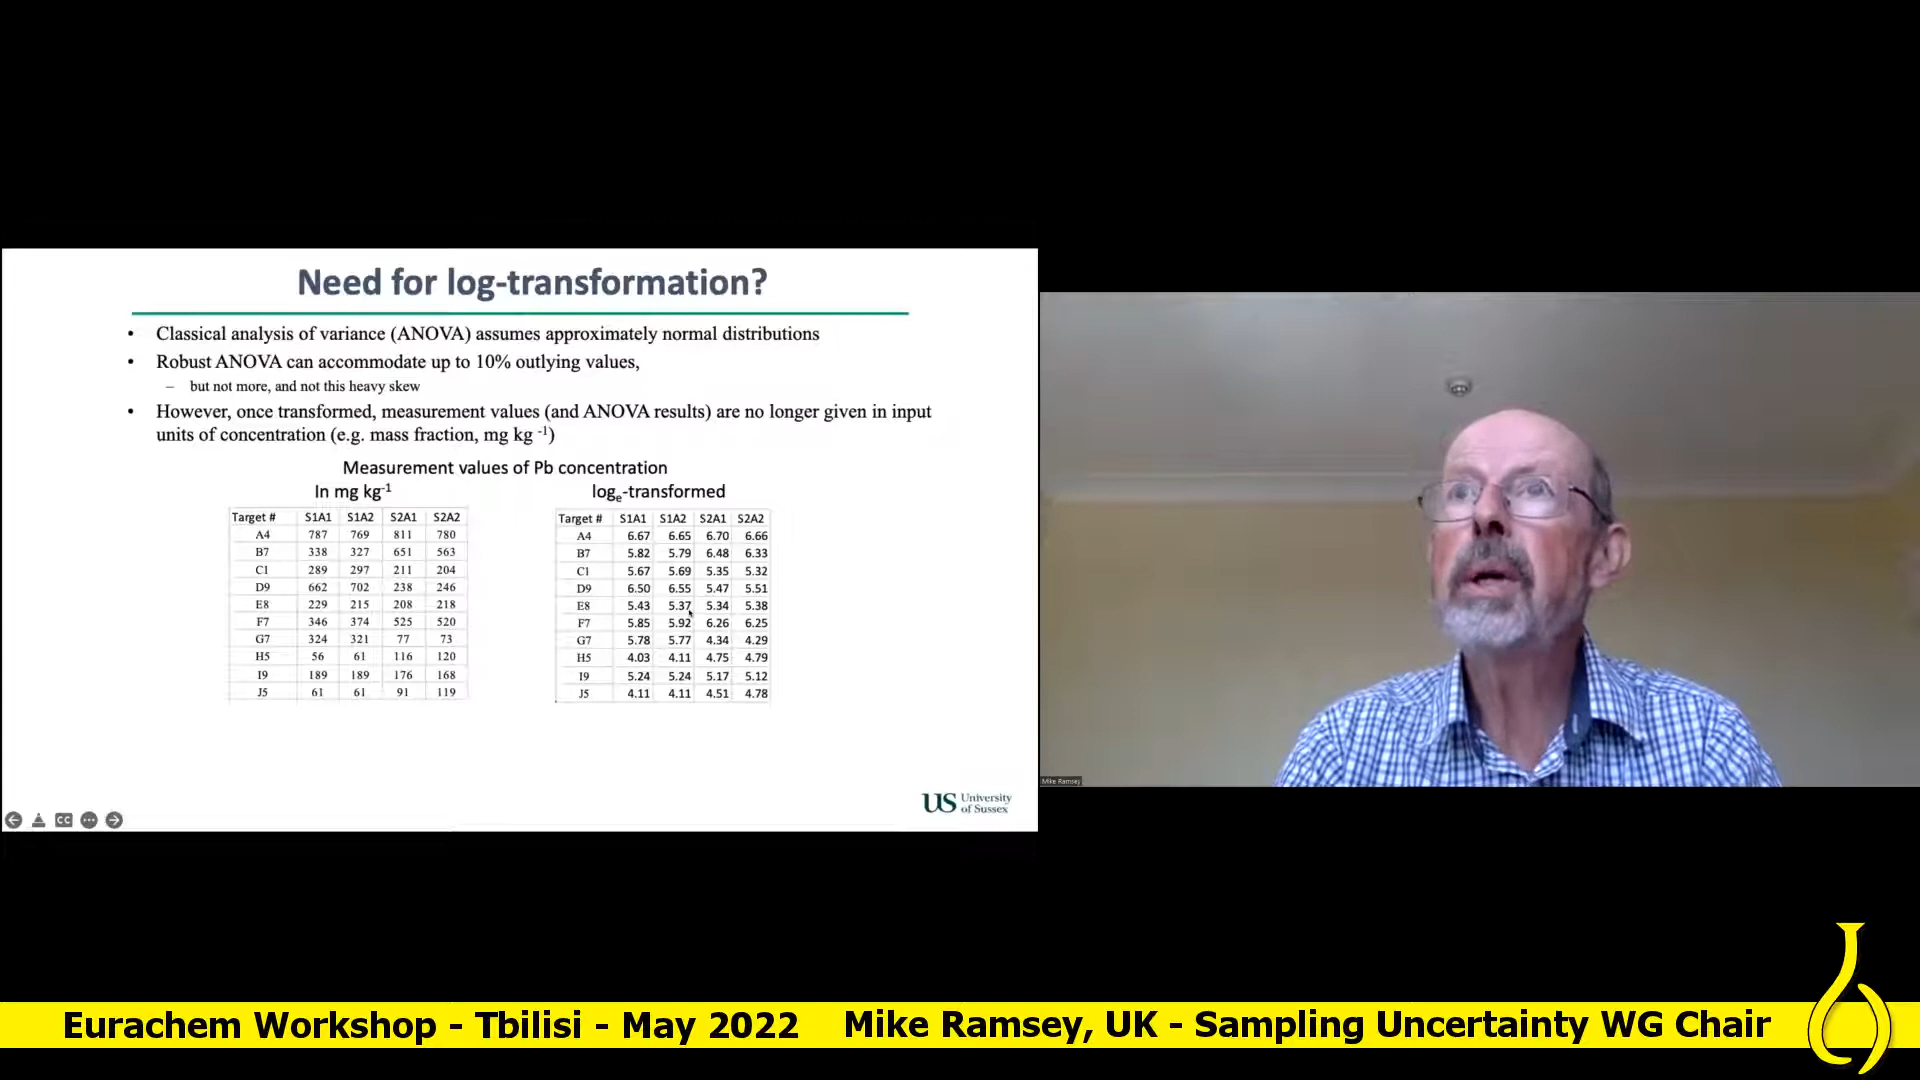 Need for log-transformation?
• Classical analysis of variance (ANOVA) assumes approximately normal distributions
• Robust ANOVA can accommodate up to 10% outlying values,
– but not more, and not this heavy skew
• However, once transformed, measurement values (and ANOVA results) are no longer given in input
units of concentration (e.g. mass fraction, mg kg -1)
Measurement values of Pb concentration
In mg kg-1
Target # S1A1 S1A2 S2A1 S2A2
A4 787 769 811 780
B7 338 327 651 563
C1 289 297 211 204
D9 662 702 238 246
E8 229 215 208 218
F7 346 374 525 520
G7 324 321 77 73
H5 56 61 116 120
I9 189 189 176 168
J5 61 61 91 119
loge-transformed
Target # S1A1 S1A2 S2A1 S2A2
A4 6.67 6.65 6.70 6.66
B7 5.82 5.79 6.48 6.33
C1 5.67 5.69 5.35 5.32
D9 6.50 6.55 5.47 5.51
E8 5.43 5.37 5.34 5.38
F7 5.85 5.92 6.26 6.25
G7 5.78 5.77 4.34 4.29
H5 4.03 4.11 4.75 4.79
I9 5.24 5.24 5.17 5.12
J5 4.11 4.11 4.51 4.78
US University
of Sussex
CC
Mike Ramsey
Eurachem Workshop - Tbilisi - May 2022 Mike Ramsey, UK - Sampling Uncertainty WG Chair